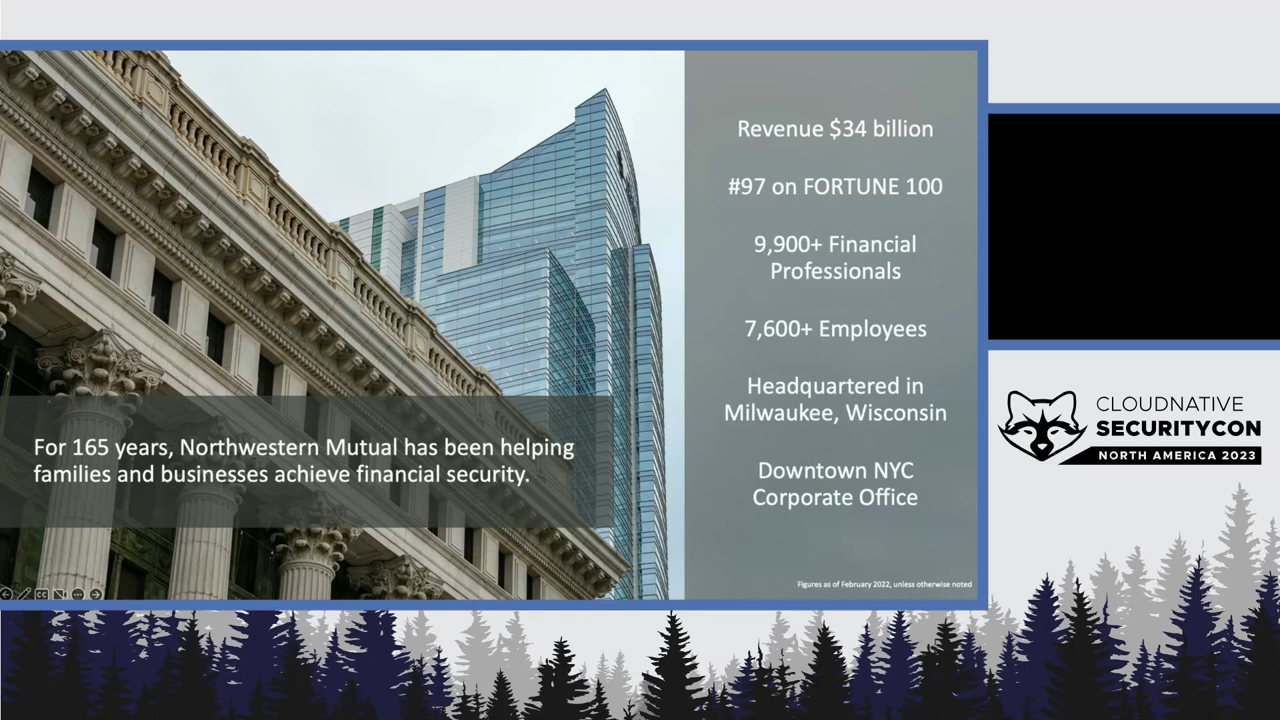 For 165 years, Northwestern Mutual has been helping
families and businesses achieve financial security.
Revenue $34 billion
#97 on FORTUNE 100
9,900+ Financial
Professionals
7,600+ Employees
Headquartered in
Milwaukee, Wisconsin
Downtown NYC
Corporate Office
Figures as of February 2022, unless otherwise noted
CLOUDNATIVE
SECURITYCON
NORTH AMERICA 2023